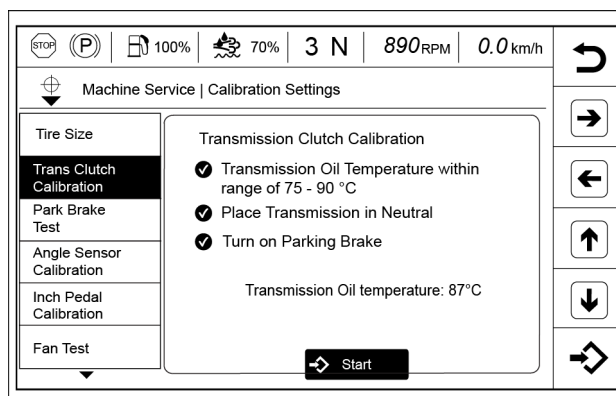 STOP (P) 100% 70% 3 N 890 RPM 0.0 km/h
Machine Service | Calibration Settings
Tire Size
Trans Clutch
Calibration
Park Brake
Test
Angle Sensor
Calibration
Inch Pedal
Calibration
Fan Test
Transmission Clutch Calibration
Transmission Oil Temperature within
range of 75 - 90 °C
Place Transmission in Neutral
Turn on Parking Brake
Transmission Oil temperature: 87°C
Start